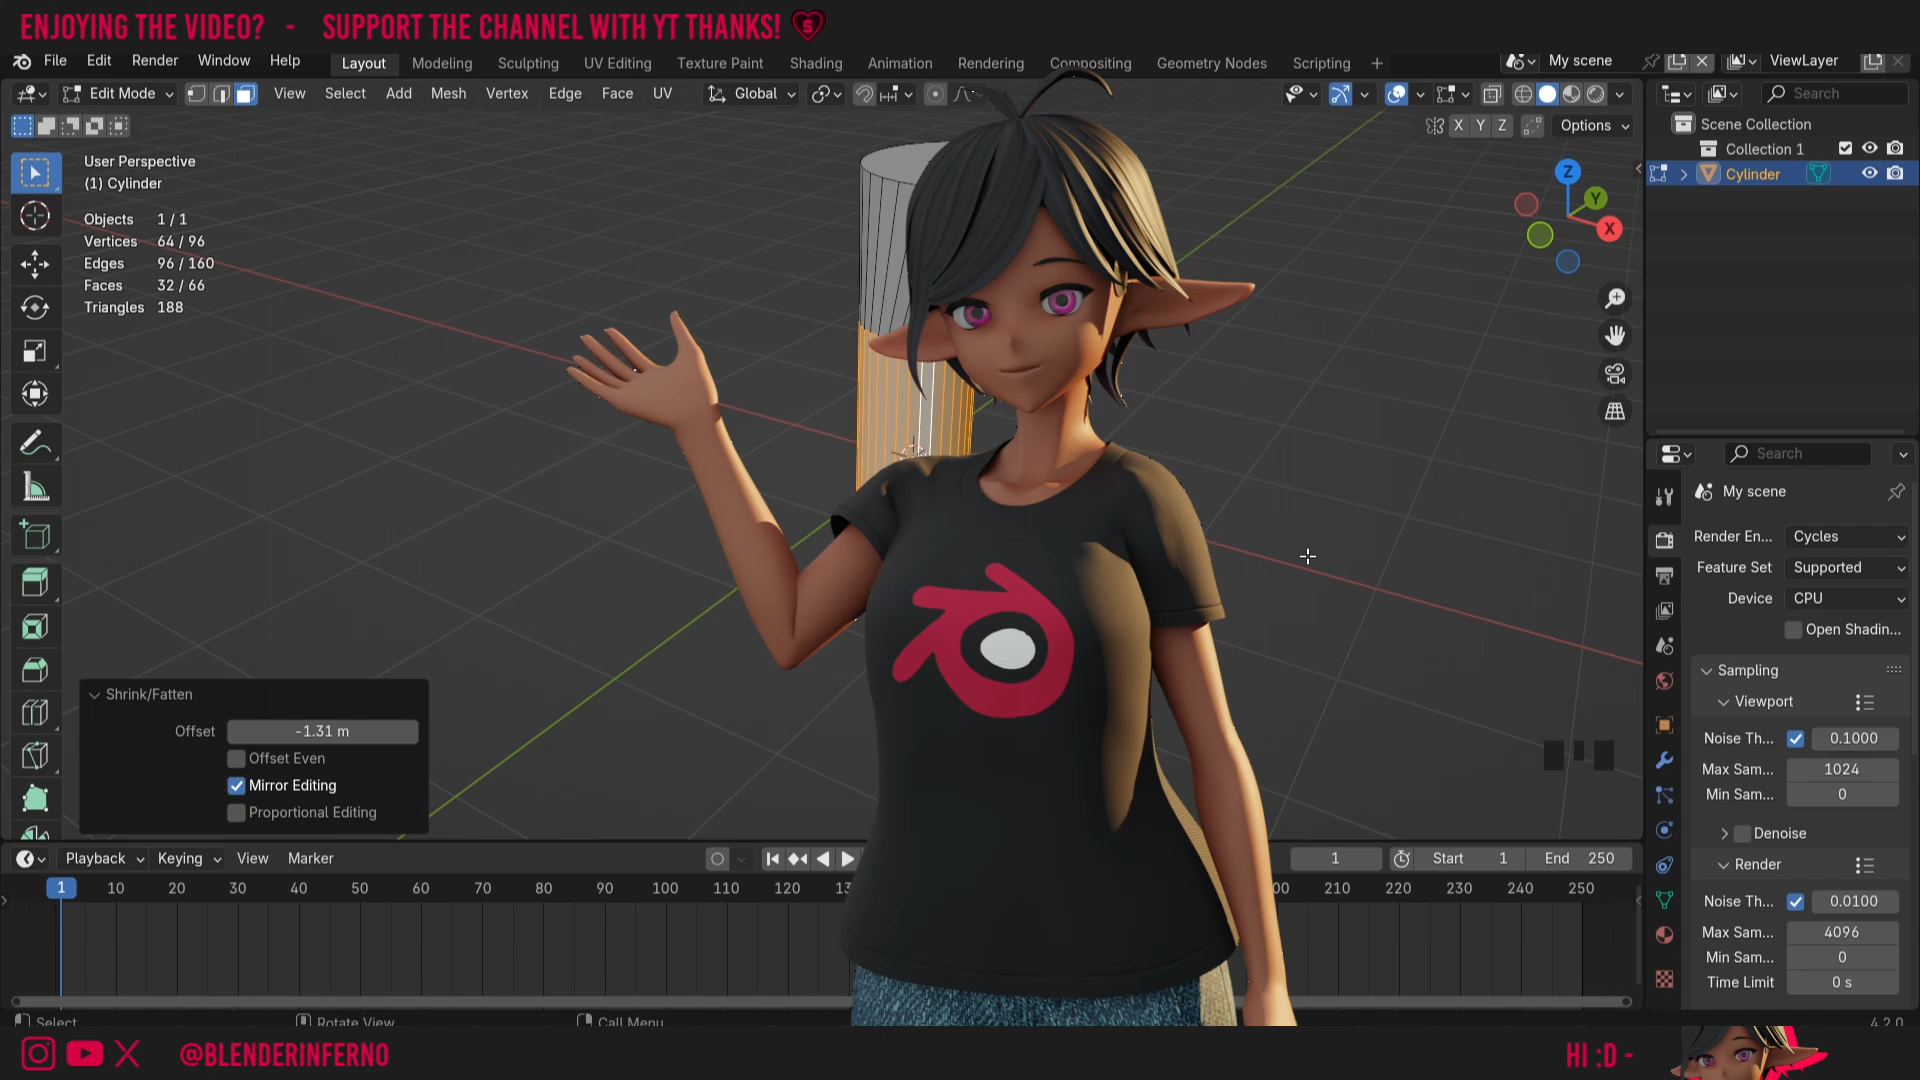 ENJOYING THE VIDEO? - SUPPORT THE CHANNEL WITH YT THANKS!
File Edit Render Window Help Layout Modeling Sculpting UV Editing Texture Paint Shading Animation Rendering Compositing Geometry Nodes Scripting + My scene ViewLayer
Edit Mode View Select Add Mesh Vertex Edge Face UV Global Search
X Y Z Options
Scene Collection
Collection 1
Cylinder
User Perspective
(1) Cylinder
Objects 1 / 1
Vertices 64 / 96
Edges 96 / 160
Faces 32 / 66
Triangles 188
Z
Y
X
Search
My scene
Render En... Cycles
Feature Set Supported
Device CPU
Open Shadin...
Sampling
Viewport
Noise Th... 0.1000
Max Sam... 1024
Min Sam... 0
Denoise
Render
Noise Th... 0.0100
Max Sam... 4096
Min Sam... 0
Time Limit 0 s
Shrink/Fatten
Offset -1.31 m
Offset Even
Mirror Editing
Proportional Editing
Playback Keying View Marker 1 Start 1 End 250
1 10 20 30 40 50 60 70 80 90 100 110 120 210 220 230 240 250
Select Rotate View Call Menu 4.2.0
@BLENDERINFERNO HI :D -